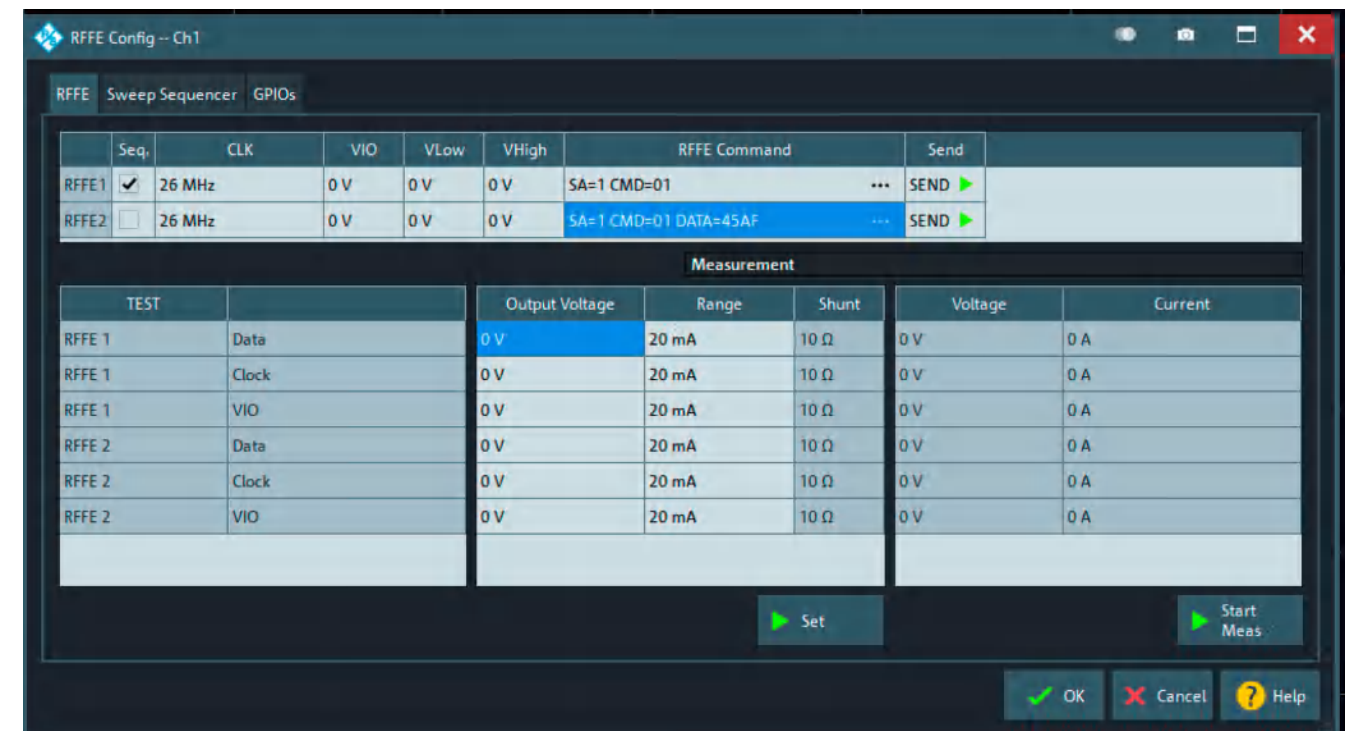 RFFE Config -- Ch1
RFFE Sweep Sequencer GPIOs
Seq. CLK VIO VLow VHigh RFFE Command Send
RFFE1 26 MHz 0 V 0 V 0 V SA=1 CMD=01 ... SEND
RFFE2 26 MHz 0 V 0 V 0 V SA=1 CMD=01 DATA=45AF ... SEND
Measurement
TEST Output Voltage Range Shunt Voltage Current
RFFE 1 Data 0 V 20 mA 10 Ω 0 V 0 A
RFFE 1 Clock 0 V 20 mA 10 Ω 0 V 0 A
RFFE 1 VIO 0 V 20 mA 10 Ω 0 V 0 A
RFFE 2 Data 0 V 20 mA 10 Ω 0 V 0 A
RFFE 2 Clock 0 V 20 mA 10 Ω 0 V 0 A
RFFE 2 VIO 0 V 20 mA 10 Ω 0 V 0 A
Set
Start
Meas
OK Cancel ? Help